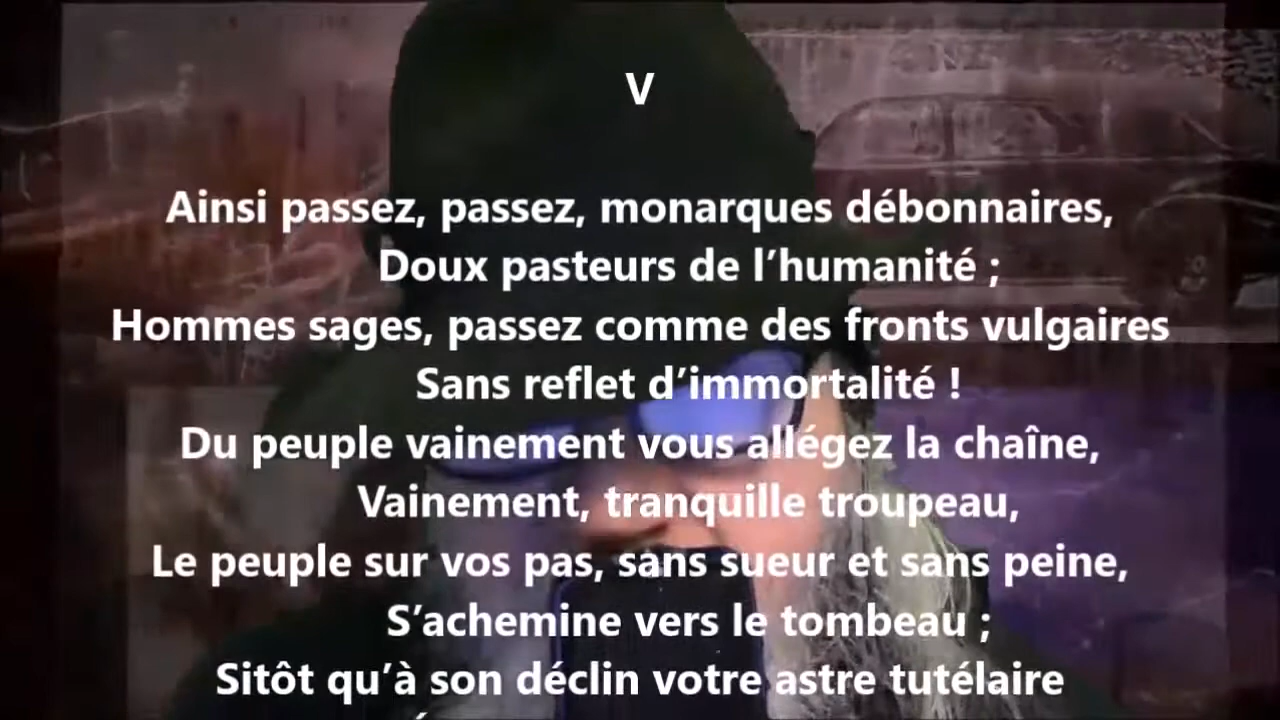 V
Ainsi passez, passez, monarques débonnaires,
Doux pasteurs de l’humanité ;
Hommes sages, passez comme des fronts vulgaires
Sans reflet d’immortalité !
Du peuple vainement vous allégez la chaîne,
Vainement, tranquille troupeau,
Le peuple sur vos pas, sans sueur et sans peine,
S’achemine vers le tombeau ;
Sitôt qu’à son déclin votre astre tutélaire